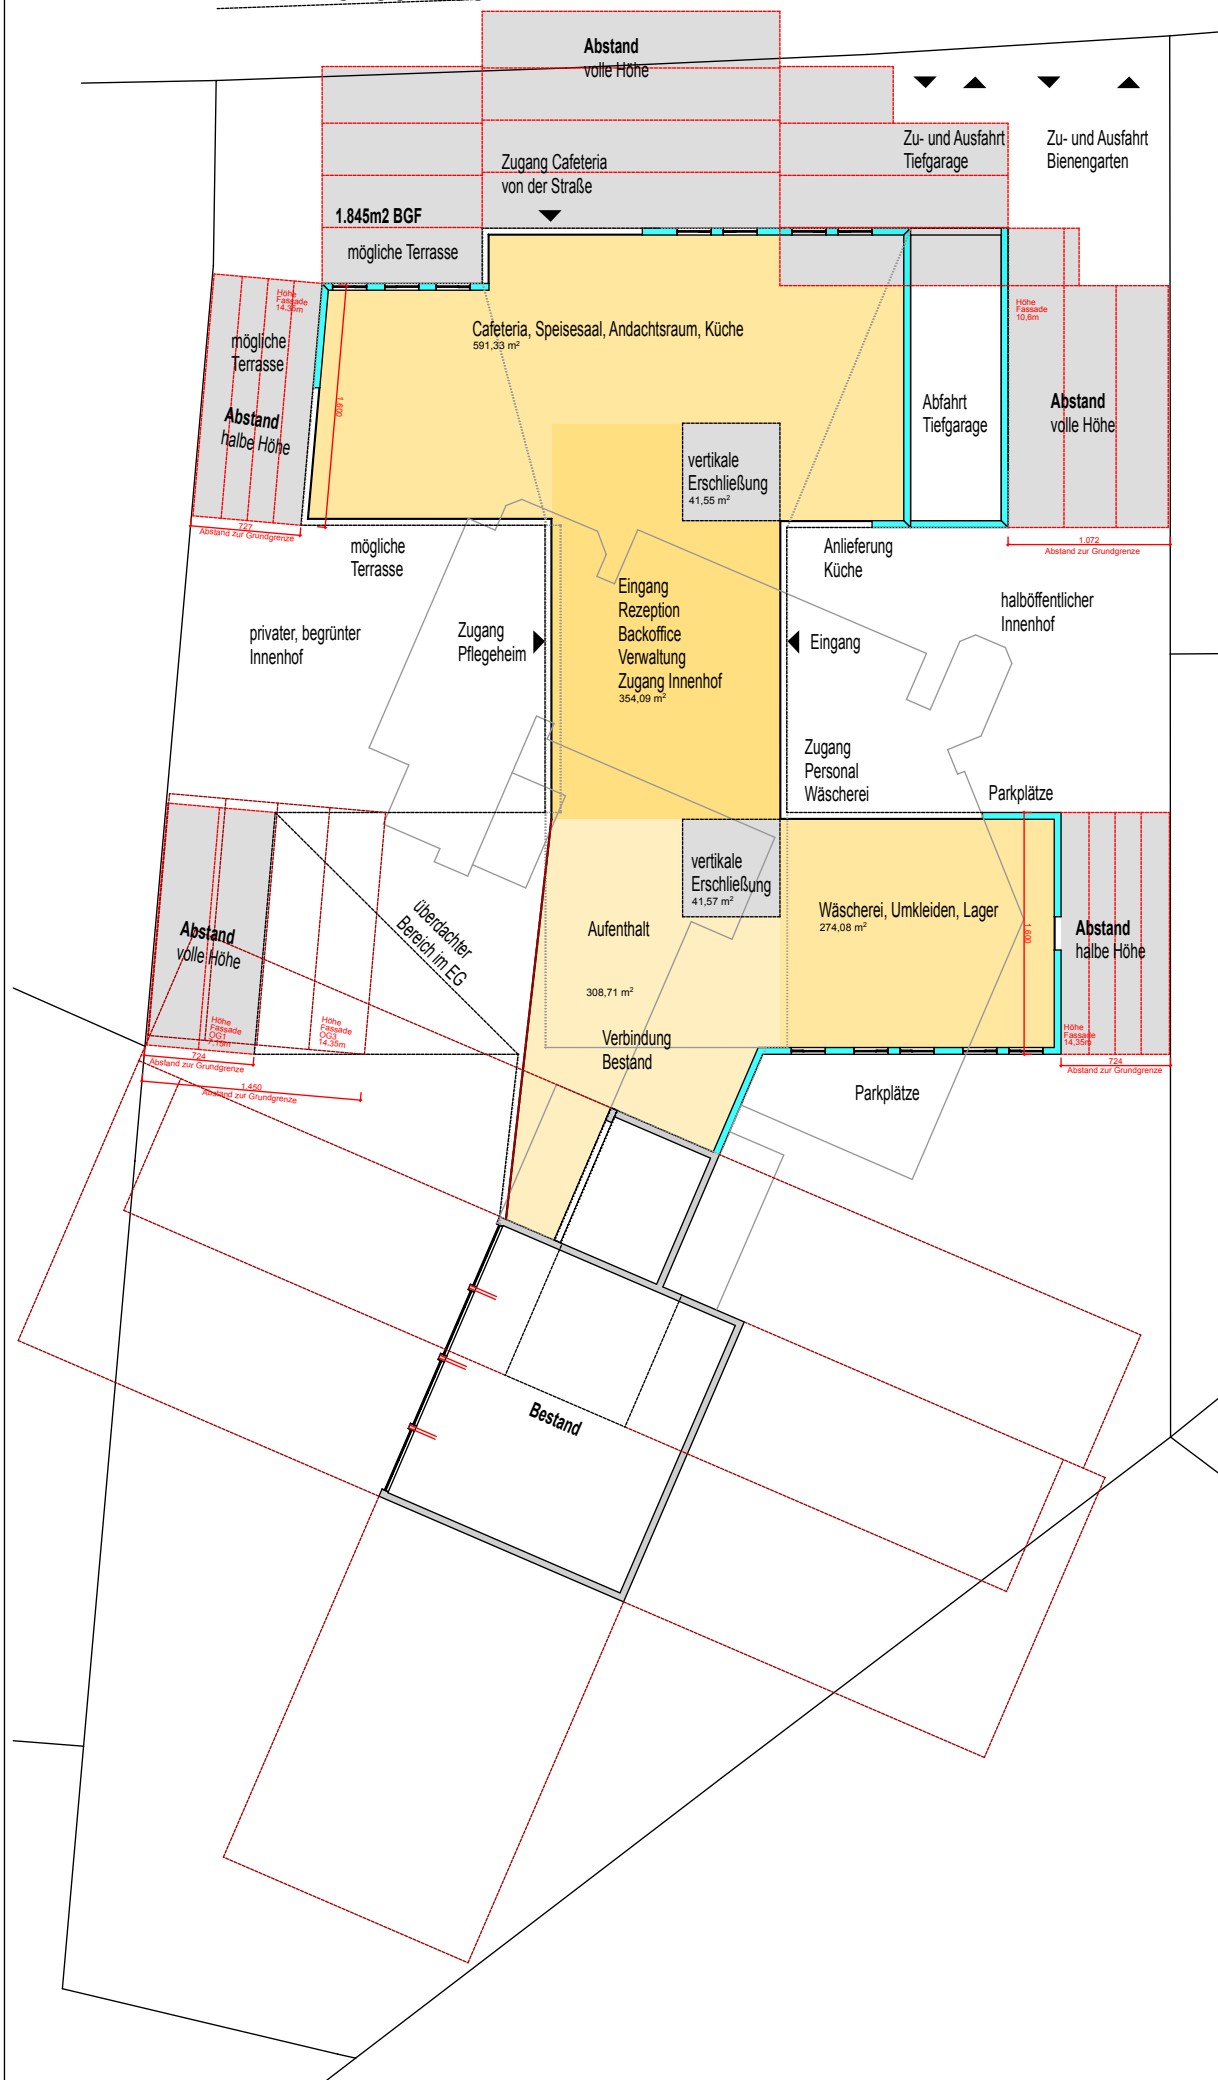 Abstand
volle Höhe
Zu- und Ausfahrt
Tiefgarage
Zu- und Ausfahrt
Bienengarten
Zugang Cafeteria
von der Straße
1.845m2 BGF
mögliche Terrasse
Höhe
Fassade
14,35m
mögliche
Terrasse
Abstand
halbe Höhe
1.600
Cafeteria, Speisesaal, Andachtsraum, Küche
591,33 m²
Höhe
Fassade
10,6m
Abfahrt
Tiefgarage
Abstand
volle Höhe
vertikale
Erschließung
41,55 m²
727
Abstand zur Grundgrenze
1.072
Abstand zur Grundgrenze
mögliche
Terrasse
Anlieferung
Küche
Eingang
Rezeption
Backoffice
Verwaltung
Zugang Innenhof
354,09 m²
halböffentlicher
Innenhof
privater, begrünter
Innenhof
Zugang
Pflegeheim
Eingang
Zugang
Personal
Wäscherei
Parkplätze
vertikale
Erschließung
41,57 m²
Wäscherei, Umkleiden, Lager
274,08 m²
1.600
Abstand
halbe Höhe
überdachter
Bereich im EG
Aufenthalt
308,71 m²
Abstand
volle Höhe
Höhe
Fassade
OG1
7,15m
Höhe
Fassade
OG3
14,35m
Höhe
Fassade
14,35m
Verbindung
Bestand
724
Abstand zur Grundgrenze
1.450
Abstand zur Grundgrenze
724
Abstand zur Grundgrenze
Parkplätze
Bestand